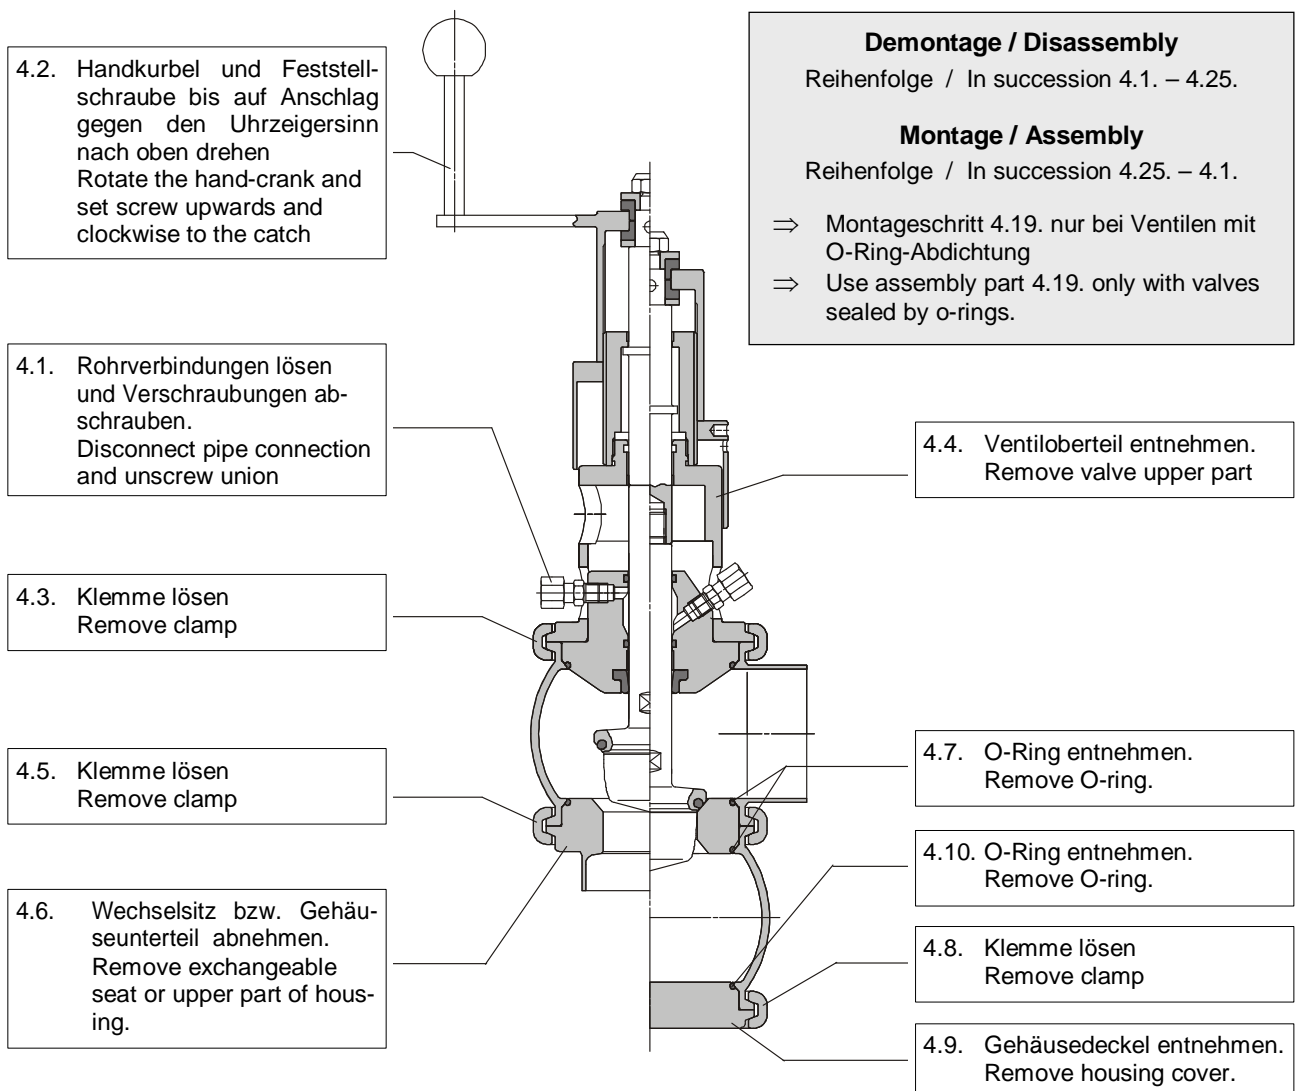 Demontage / Disassembly
Reihenfolge / In succession 4.1. – 4.25.
Montage / Assembly
Reihenfolge / In succession 4.25. – 4.1.
⇒ Montageschritt 4.19. nur bei Ventilen mit
O-Ring-Abdichtung
⇒ Use assembly part 4.19. only with valves
sealed by o-rings.
4.2. Handkurbel und Feststell-
schraube bis auf Anschlag
gegen den Uhrzeigersinn
nach oben drehen
Rotate the hand-crank and
set screw upwards and
clockwise to the catch
4.1. Rohrverbindungen lösen
und Verschraubungen ab-
schrauben.
Disconnect pipe connection
and unscrew union
4.3. Klemme lösen
Remove clamp
4.5. Klemme lösen
Remove clamp
4.6. Wechselsitz bzw. Gehäu-
seunterteil abnehmen.
Remove exchangeable
seat or upper part of hous-
ing.
4.4. Ventiloberteil entnehmen.
Remove valve upper part
4.7. O-Ring entnehmen.
Remove O-ring.
4.10. O-Ring entnehmen.
Remove O-ring.
4.8. Klemme lösen
Remove clamp
4.9. Gehäusedeckel entnehmen.
Remove housing cover.